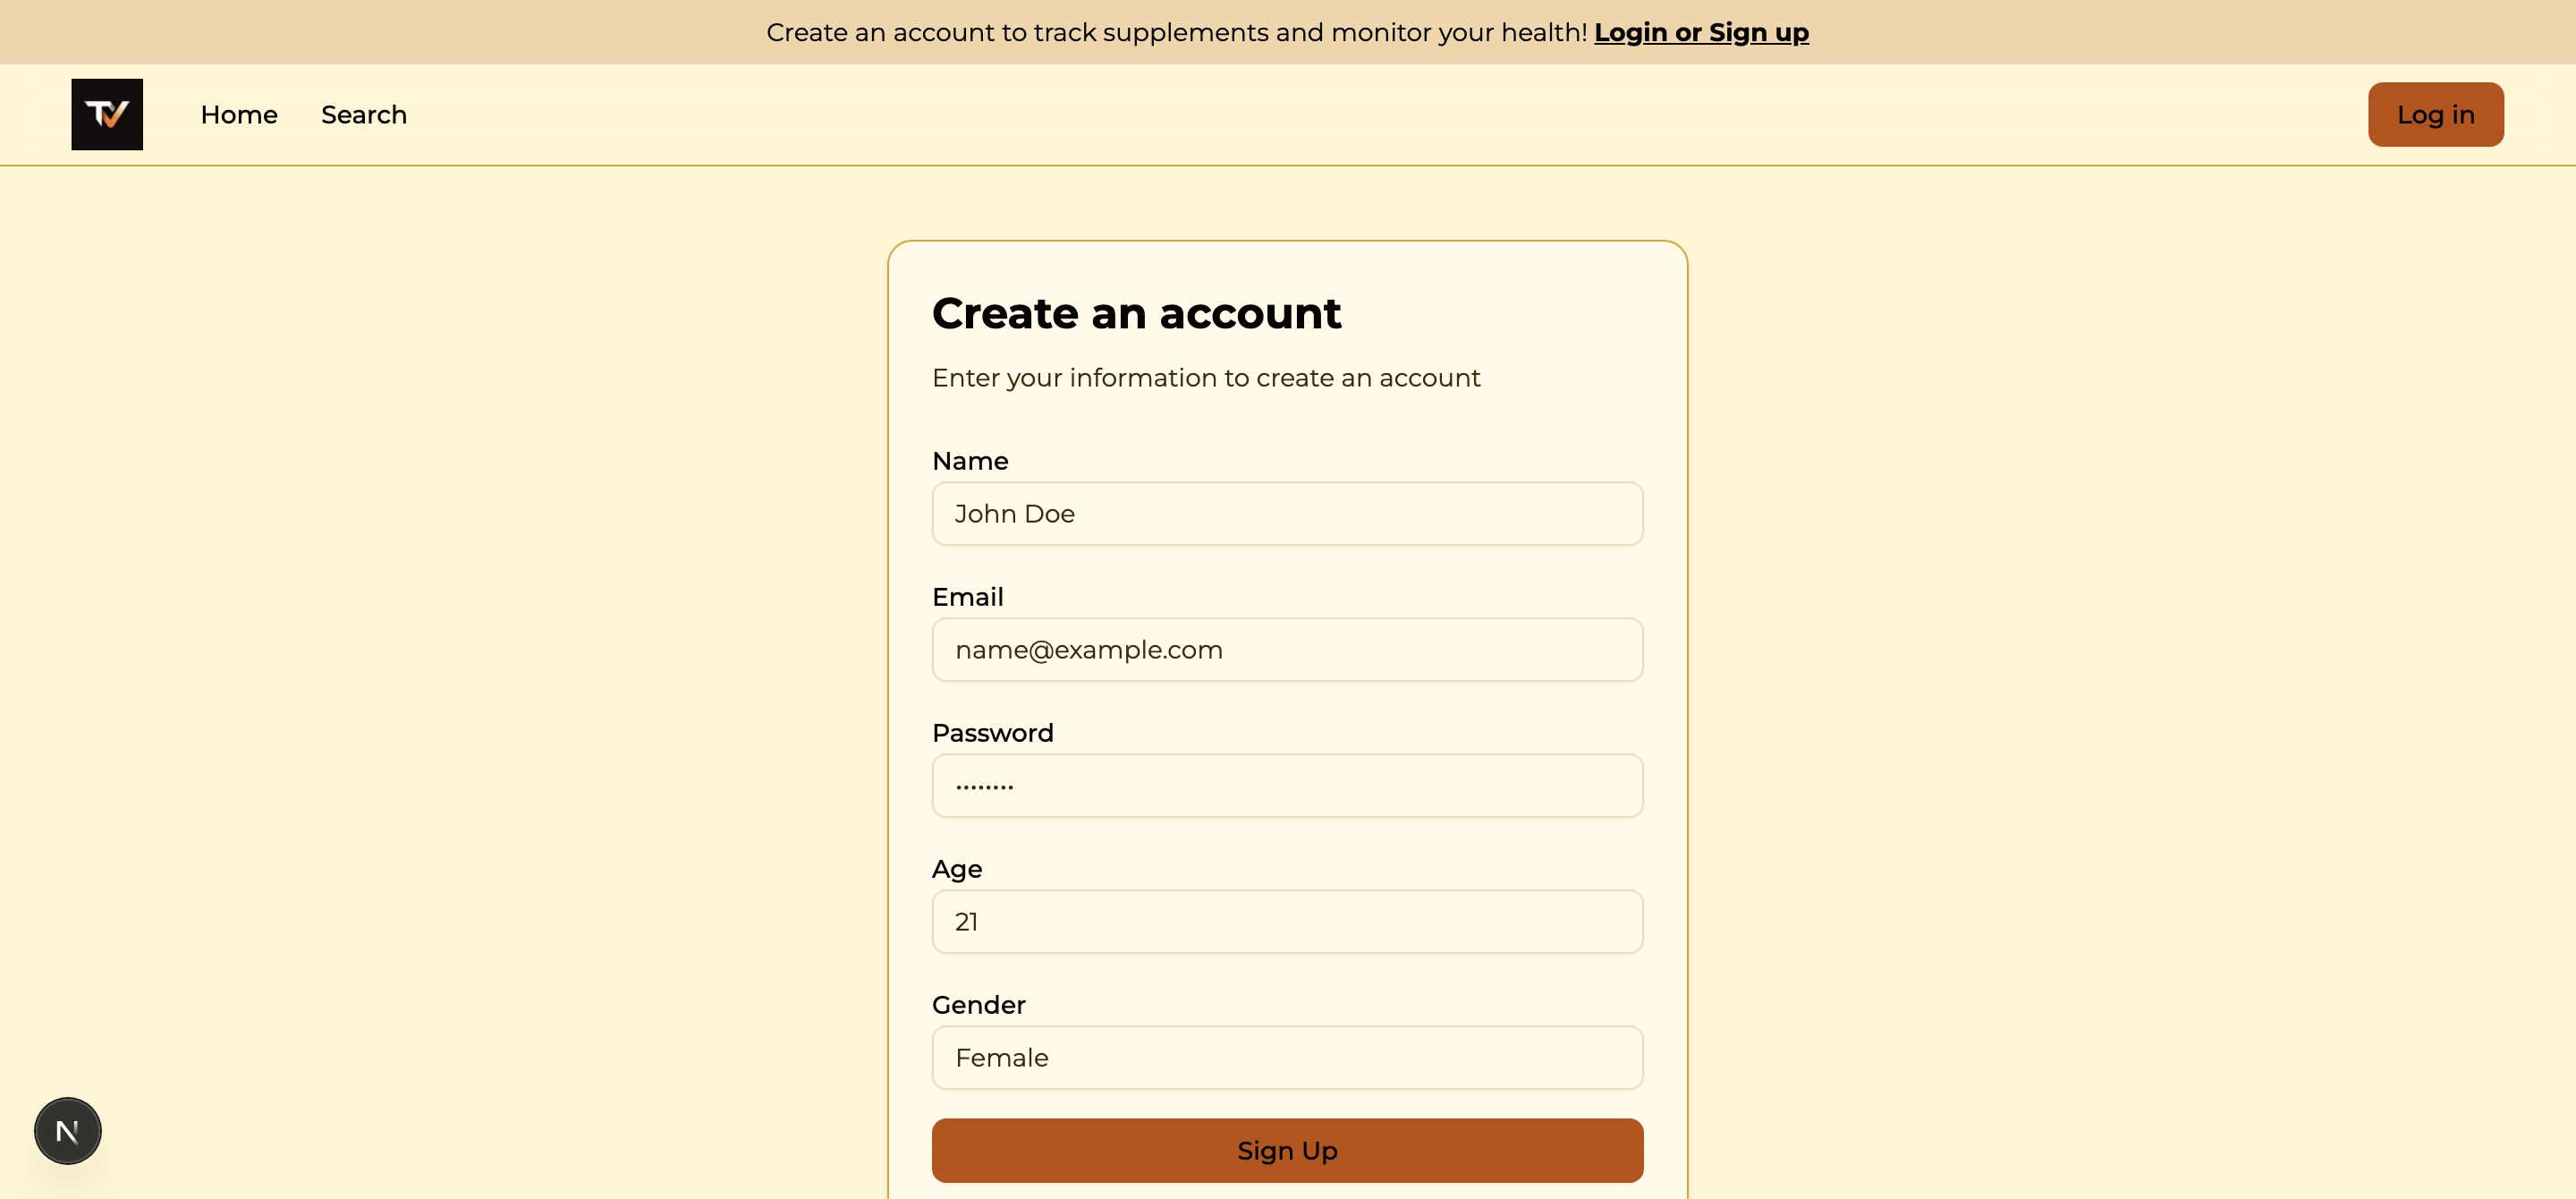 Create an account to track supplements and monitor your health! Login or Sign up
TV
Home
Search
Log in
Create an account
Enter your information to create an account
Name
John Doe
Email
name@example.com
Password
••••••••
Age
21
Gender
Female
N
Sign Up